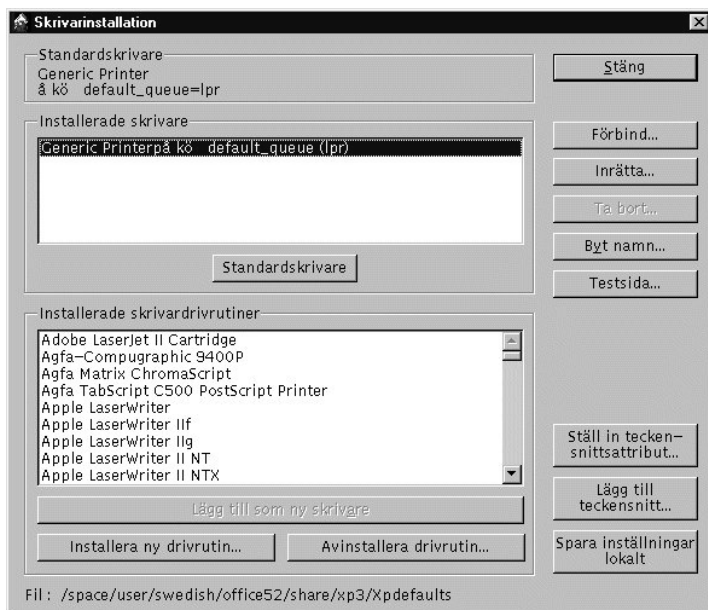 Skrivarinstallation
Standardskrivare
Generic Printer
å kö default_queue=lpr
Stäng
Installerade skrivare
Generic Printerpå kö default_queue (lpr)
Standardskrivare
Förbind...
Inrätta...
Ta bort...
Byt namn...
Testsida...
Installerade skrivardrivrutiner
Adobe LaserJet II Cartridge
Agfa-Compugraphic 9400P
Agfa Matrix ChromaScript
Agfa TabScript C500 PostScript Printer
Apple LaserWriter
Apple LaserWriter IIf
Apple LaserWriter IIg
Apple LaserWriter II NT
Apple LaserWriter II NTX
Lägg till som ny skrivare
Installera ny drivrutin...
Avinstallera drivrutin...
Ställ in tecken-
snittsattribut...
Lägg till
teckensnitt...
Spara inställningar
lokalt
Fil: /space/user/swedish/office52/share/xp3/Xpdefaults